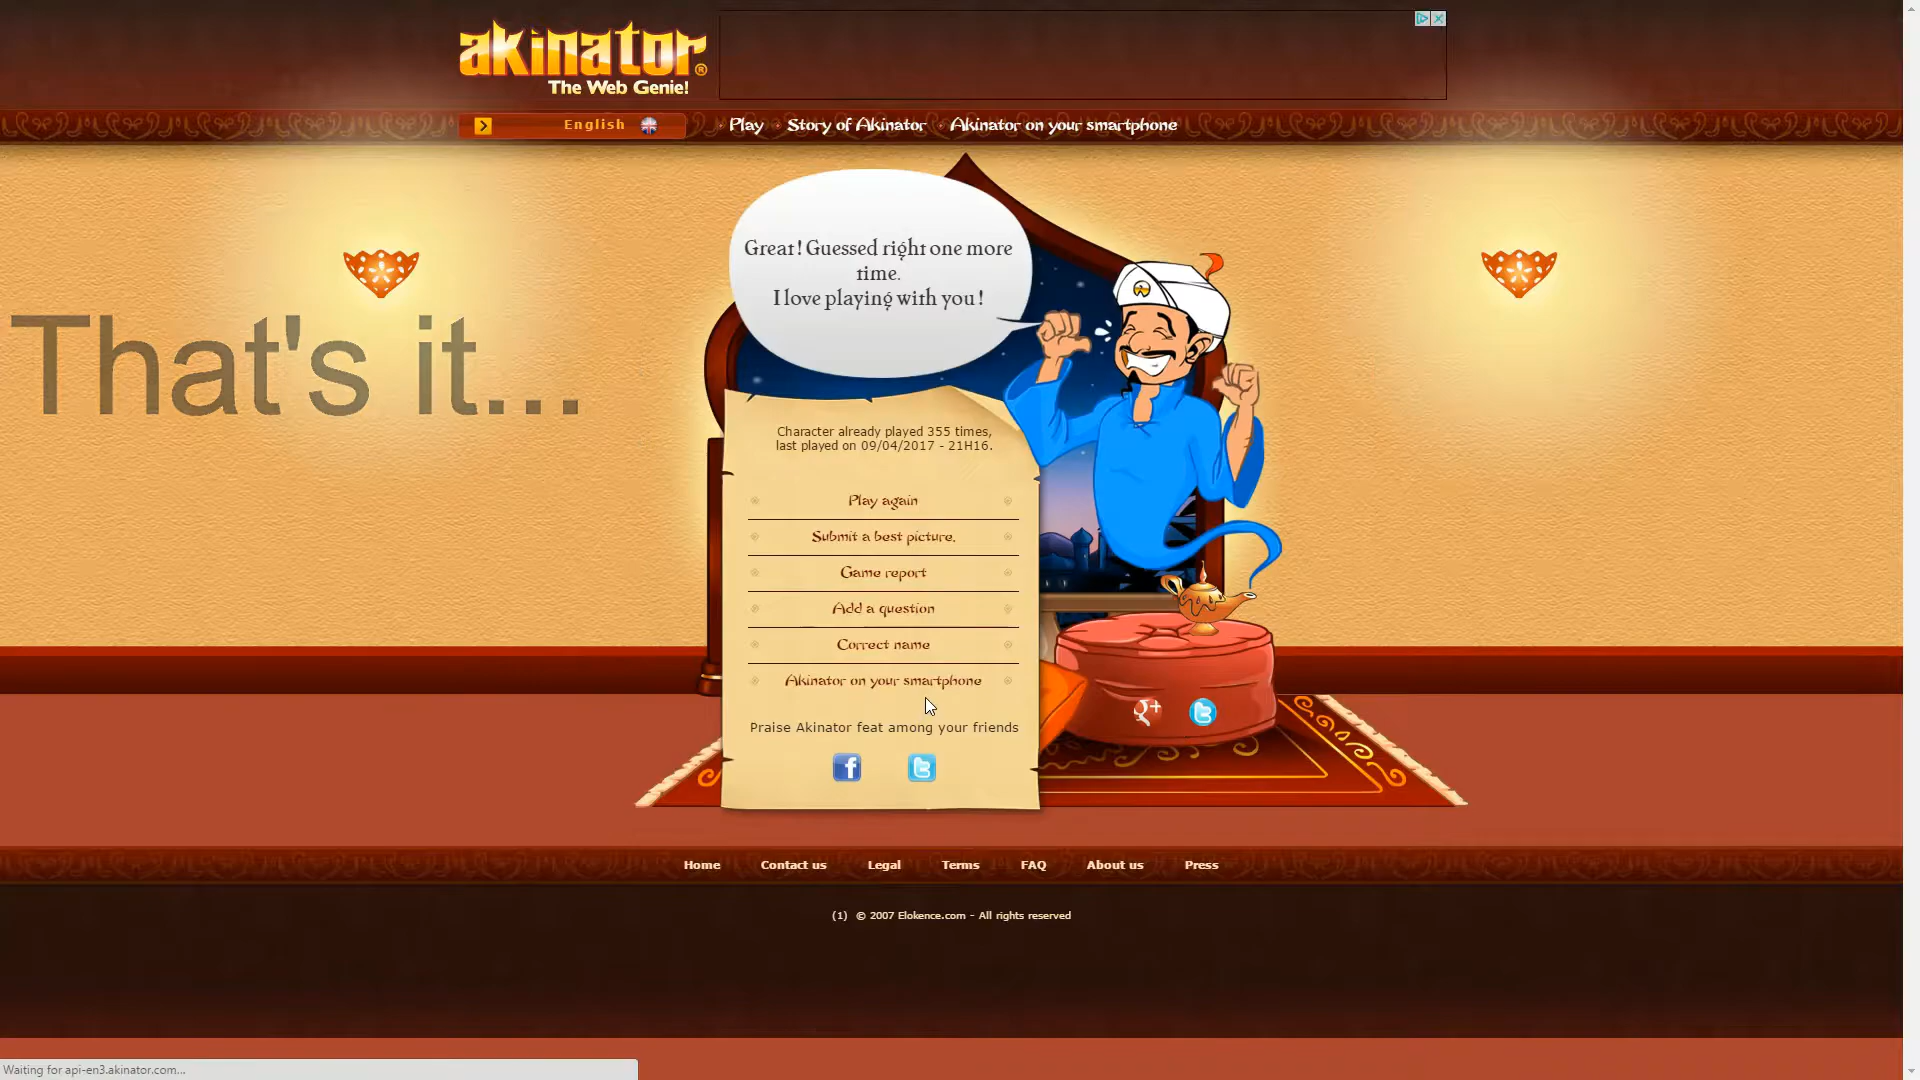 akinator®
The Web Genie!
English
Play
Story of Akinator
Akinator on your smartphone
Great! Guessed right one more
time.
I love playing with you!
That's it...
Character already played 355 times,
last played on 09/04/2017 - 21H16.
Play again
Submit a best picture.
Game report
Add a question
Correct name
Akinator on your smartphone
Praise Akinator feat among your friends
Home
Contact us
Legal
Terms
FAQ
About us
Press
(1) © 2007 Elokence.com - All rights reserved
Waiting for api-en3.akinator.com...